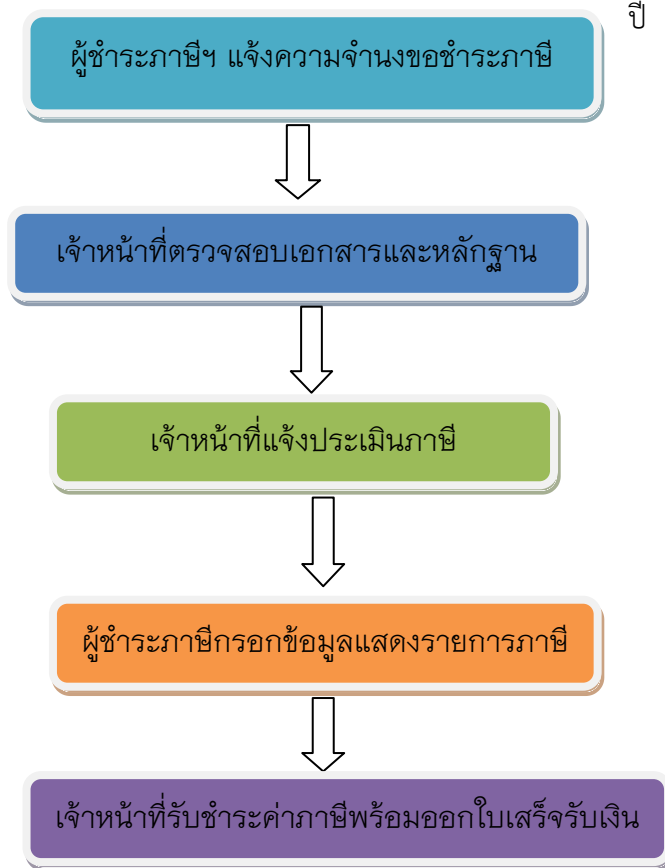 ปี
ผู้ชำระภาษีฯ แจ้งความจำนงขอชำระภาษี
เจ้าหน้าที่ตรวจสอบเอกสารและหลักฐาน
เจ้าหน้าที่แจ้งประเมินภาษี
ผู้ชำระภาษีกรอกข้อมูลแสดงรายการภาษี
เจ้าหน้าที่รับชำระค่าภาษีพร้อมออกใบเสร็จรับเงิน